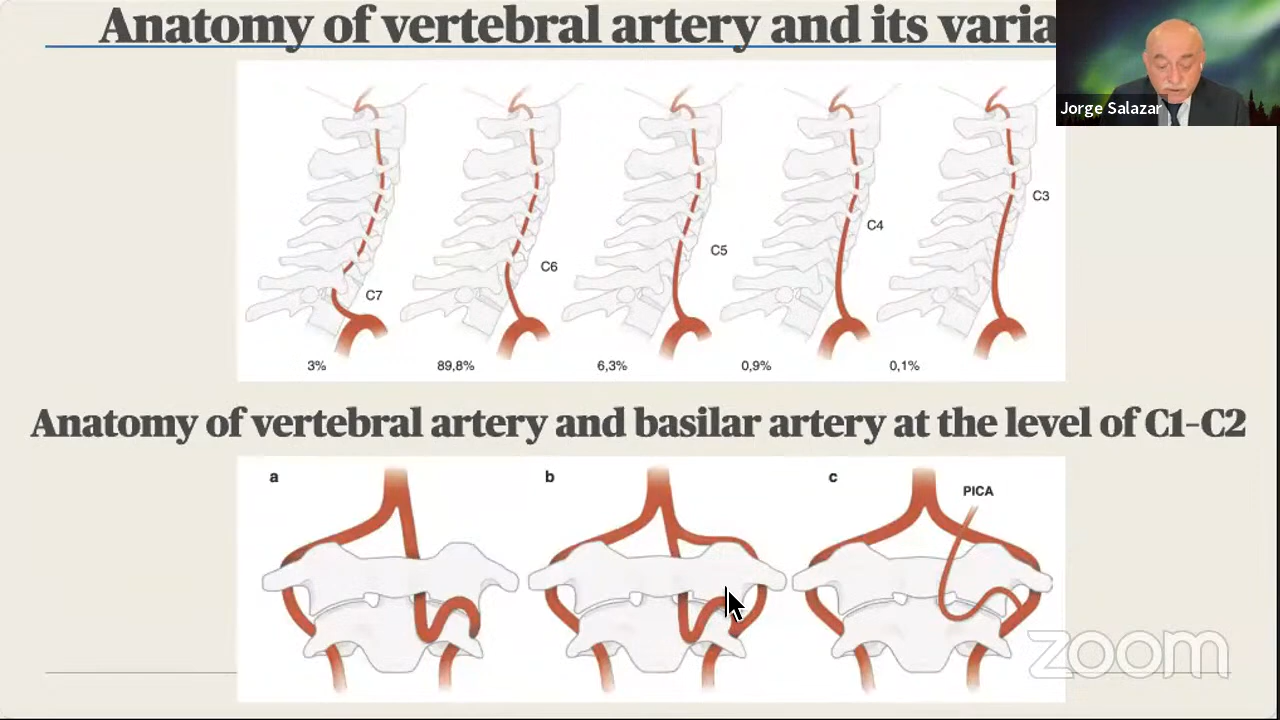 Anatomy of vertebral artery and its varia
Jorge Salazar
C7
C6
C5
C4
C3
3%
89,8%
6,3%
0,9%
0,1%
Anatomy of vertebral artery and basilar artery at the level of C1-C2
a
b
c
PICA
zoom